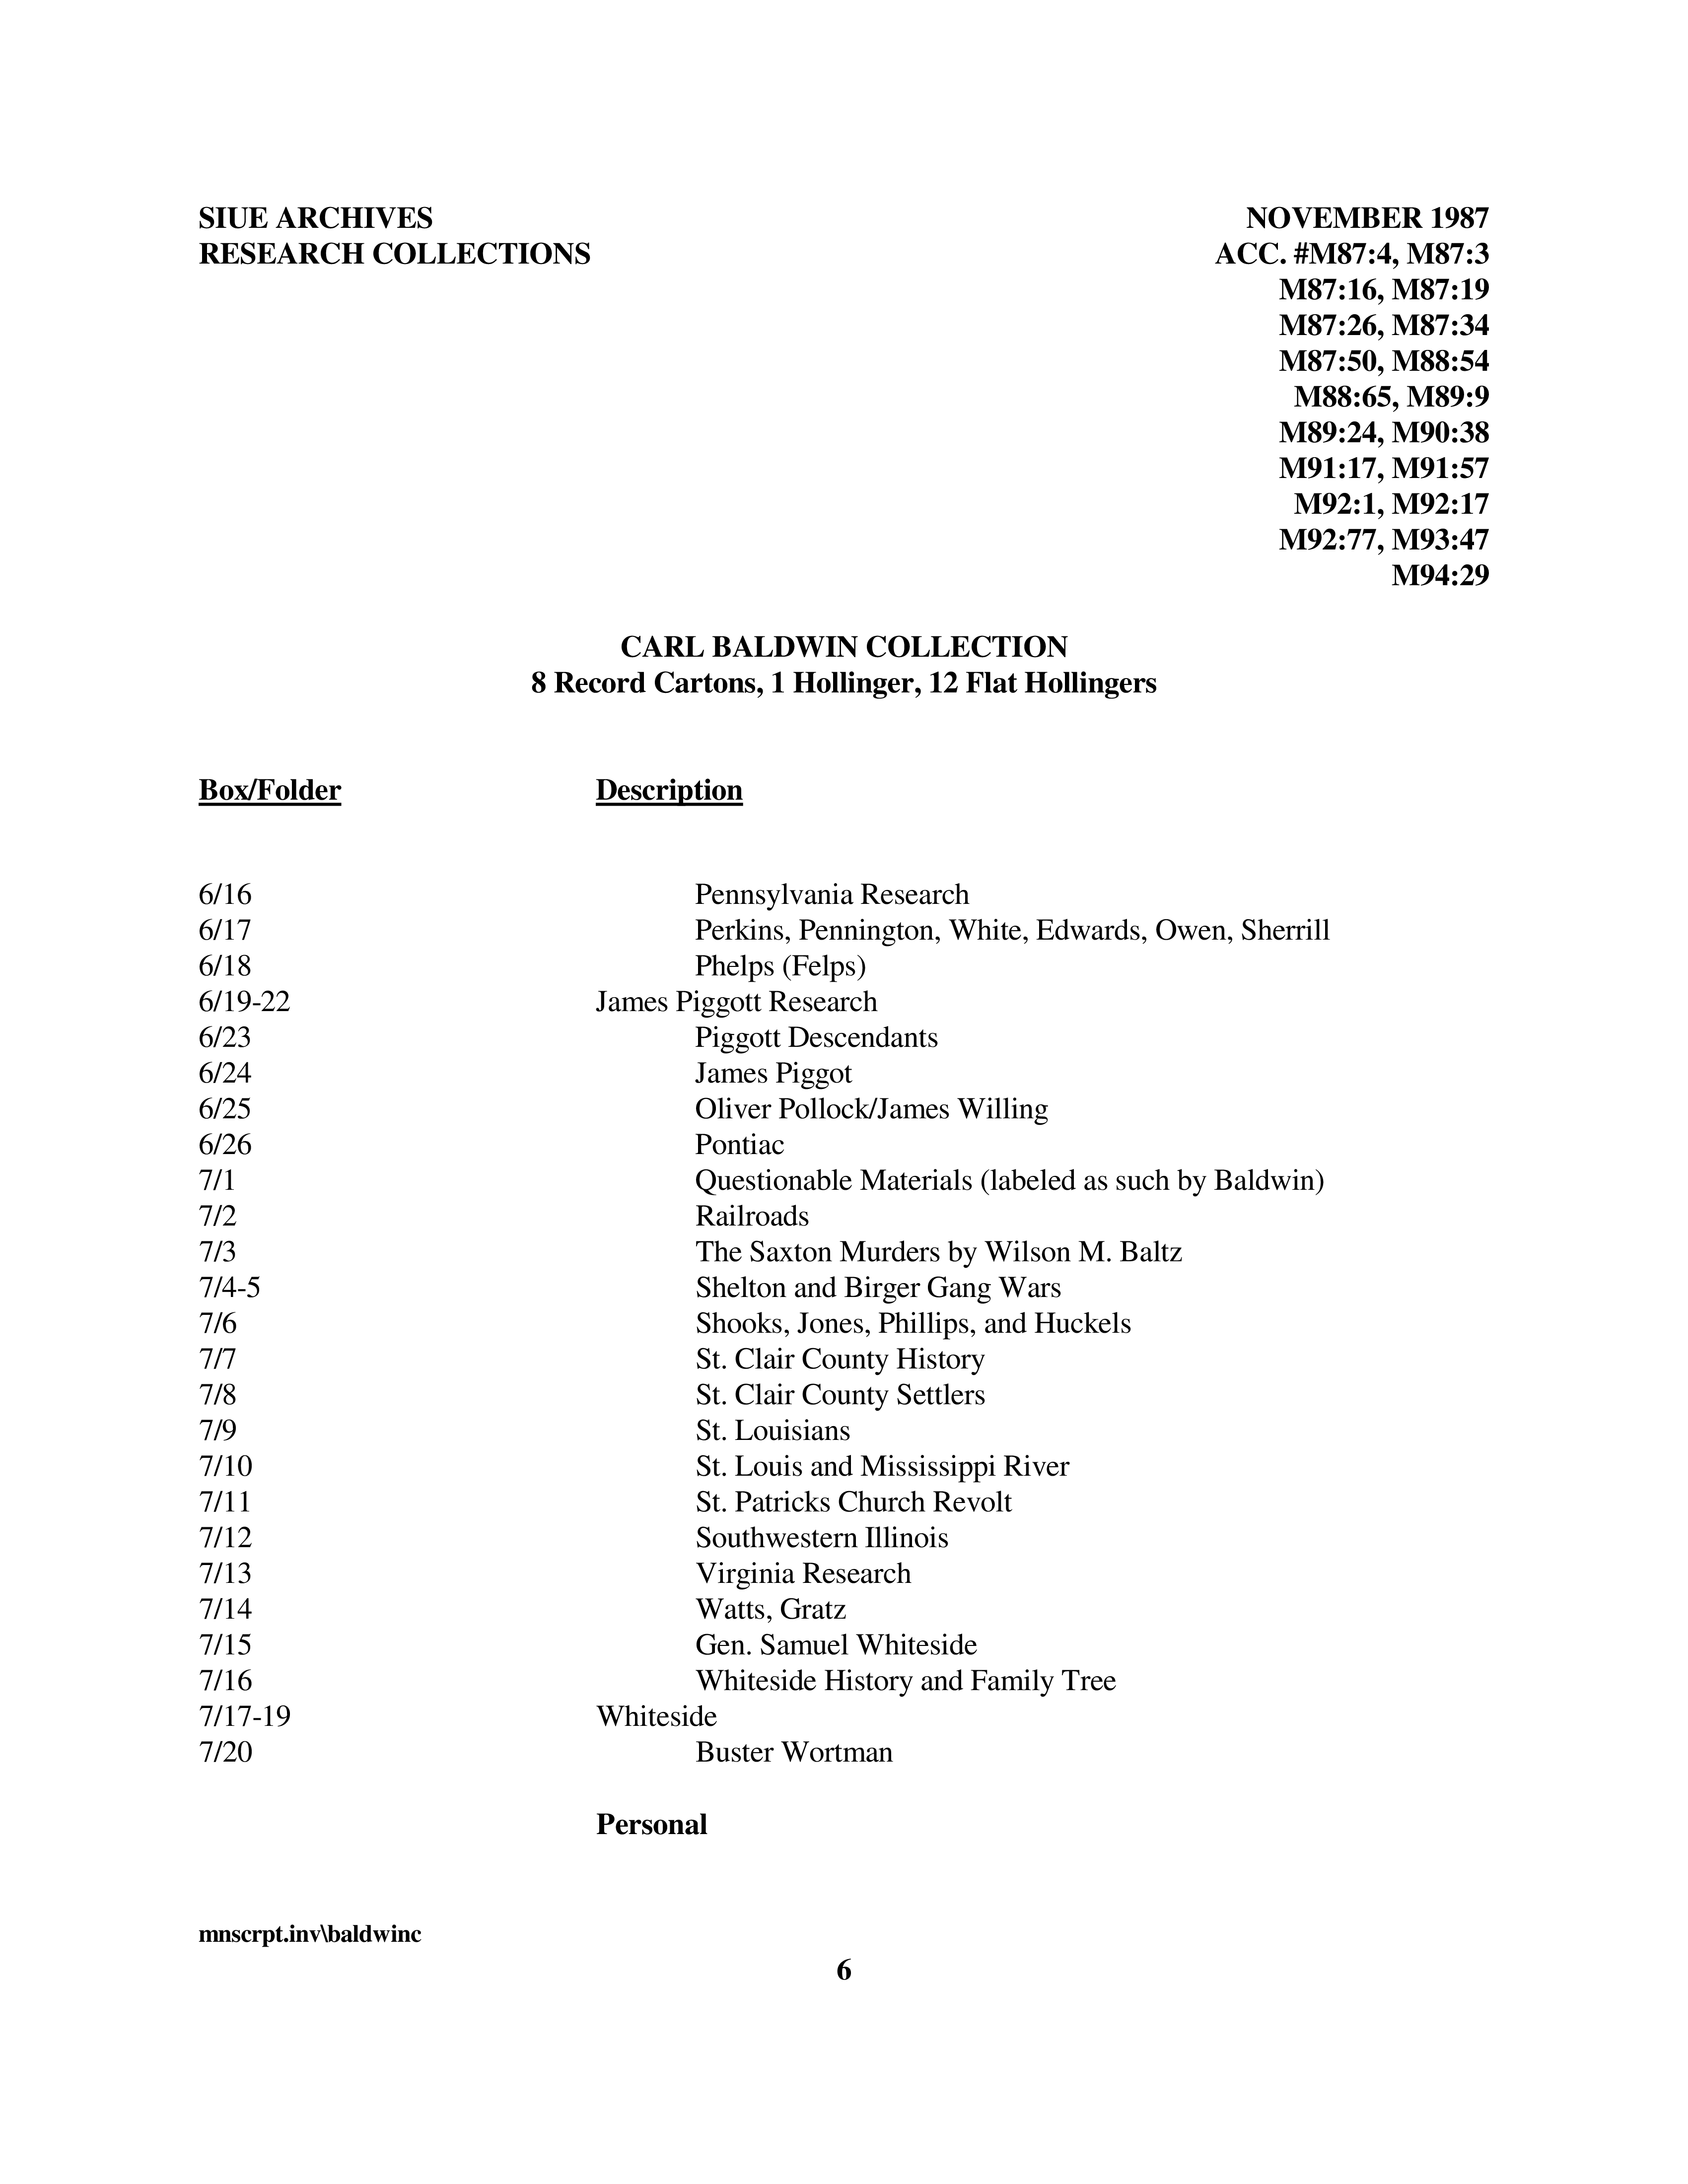 SIUE ARCHIVES NOVEMBER 1987
RESEARCH COLLECTIONS ACC. #M87:4, M87:3
M87:16, M87:19
M87:26, M87:34
M87:50, M88:54
M88:65, M89:9
M89:24, M90:38
M91:17, M91:57
M92:1, M92:17
M92:77, M93:47
M94:29
CARL BALDWIN COLLECTION
8 Record Cartons, 1 Hollinger, 12 Flat Hollingers
Box/Folder Description
6/16 Pennsylvania Research
6/17 Perkins, Pennington, White, Edwards, Owen, Sherrill
6/18 Phelps (Felps)
6/19-22 James Piggott Research
6/23 Piggott Descendants
6/24 James Piggot
6/25 Oliver Pollock/James Willing
6/26 Pontiac
7/1 Questionable Materials (labeled as such by Baldwin)
7/2 Railroads
7/3 The Saxton Murders by Wilson M. Baltz
7/4-5 Shelton and Birger Gang Wars
7/6 Shooks, Jones, Phillips, and Huckels
7/7 St. Clair County History
7/8 St. Clair County Settlers
7/9 St. Louisians
7/10 St. Louis and Mississippi River
7/11 St. Patricks Church Revolt
7/12 Southwestern Illinois
7/13 Virginia Research
7/14 Watts, Gratz
7/15 Gen. Samuel Whiteside
7/16 Whiteside History and Family Tree
7/17-19 Whiteside
7/20 Buster Wortman
Personal
mnscrpt.inv\baldwinc
6